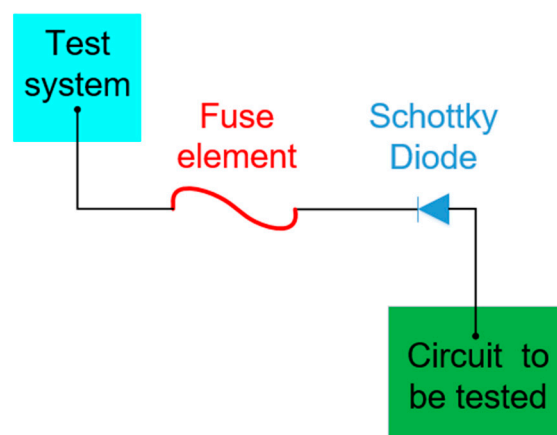 Test
system
Fuse
element
Schottky
Diode
Circuit to
be tested